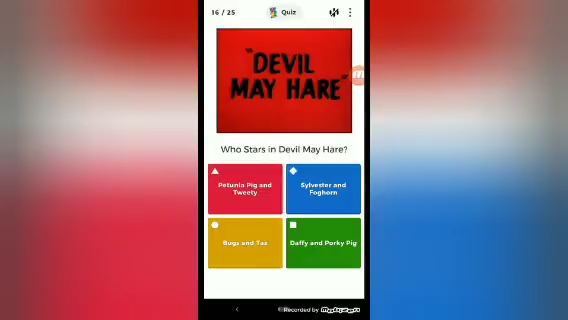 16 / 25
Quiz
"DEVIL
MAY HARE"
Who Stars in Devil May Hare?
Petunia Pig and
Tweety
Sylvester and
Foghorn
Bugs and Taz
Daffy and Porky Pig
Recorded by